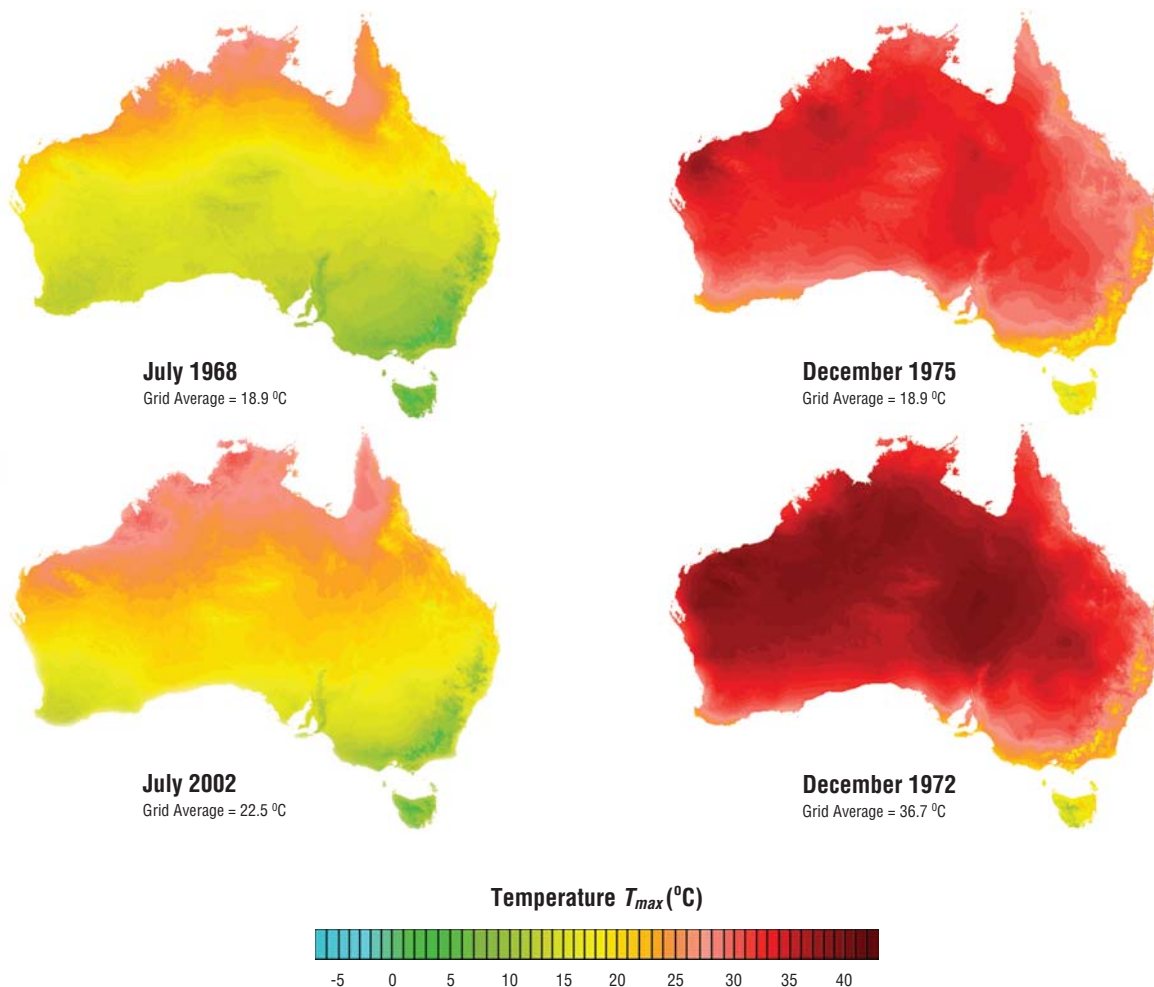 July 1968
Grid Average = 18.9 ⁰C
December 1975
Grid Average = 18.9 ⁰C
July 2002
Grid Average = 22.5 ⁰C
December 1972
Grid Average = 36.7 ⁰C
Temperature Tmax (⁰C)
-5 0 5 10 15 20 25 30 35 40